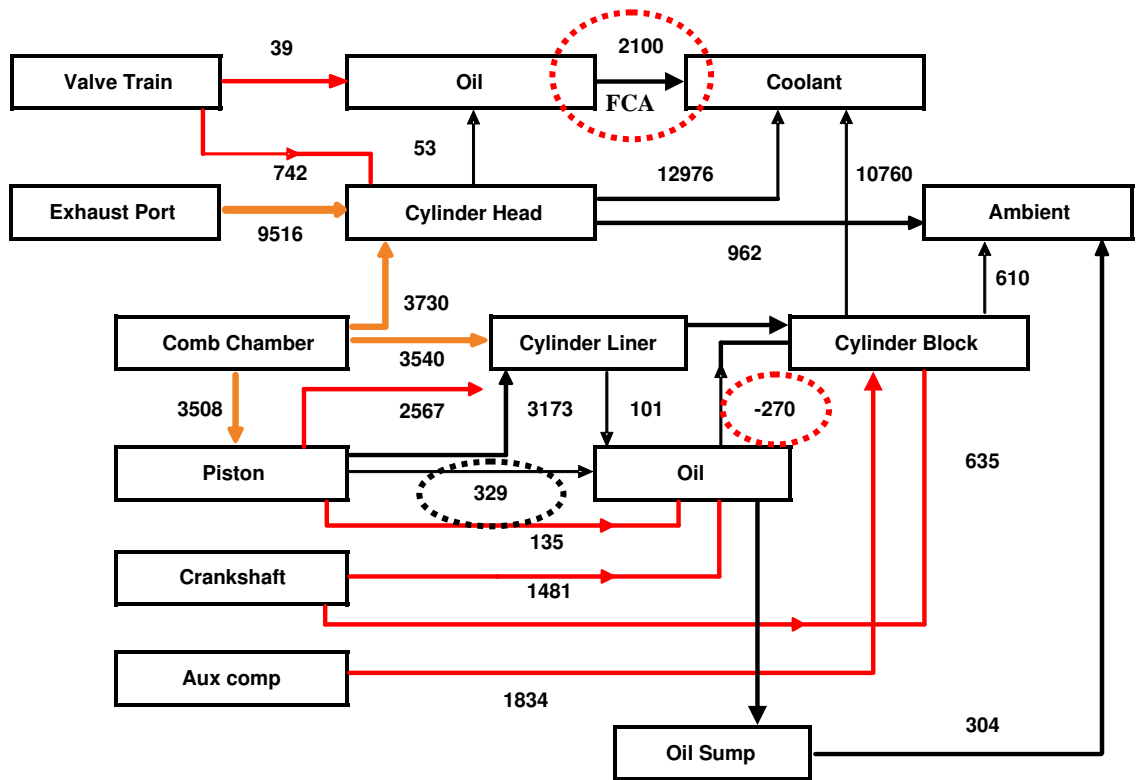 39
2100
Valve Train
Oil
Coolant
FCA
53
742
12976
10760
Exhaust Port
Cylinder Head
Ambient
9516
962
610
3730
Comb Chamber
Cylinder Liner
Cylinder Block
3540
3508
2567
3173
101
-270
Piston
Oil
635
329
135
Crankshaft
1481
Aux comp
1834
304
Oil Sump